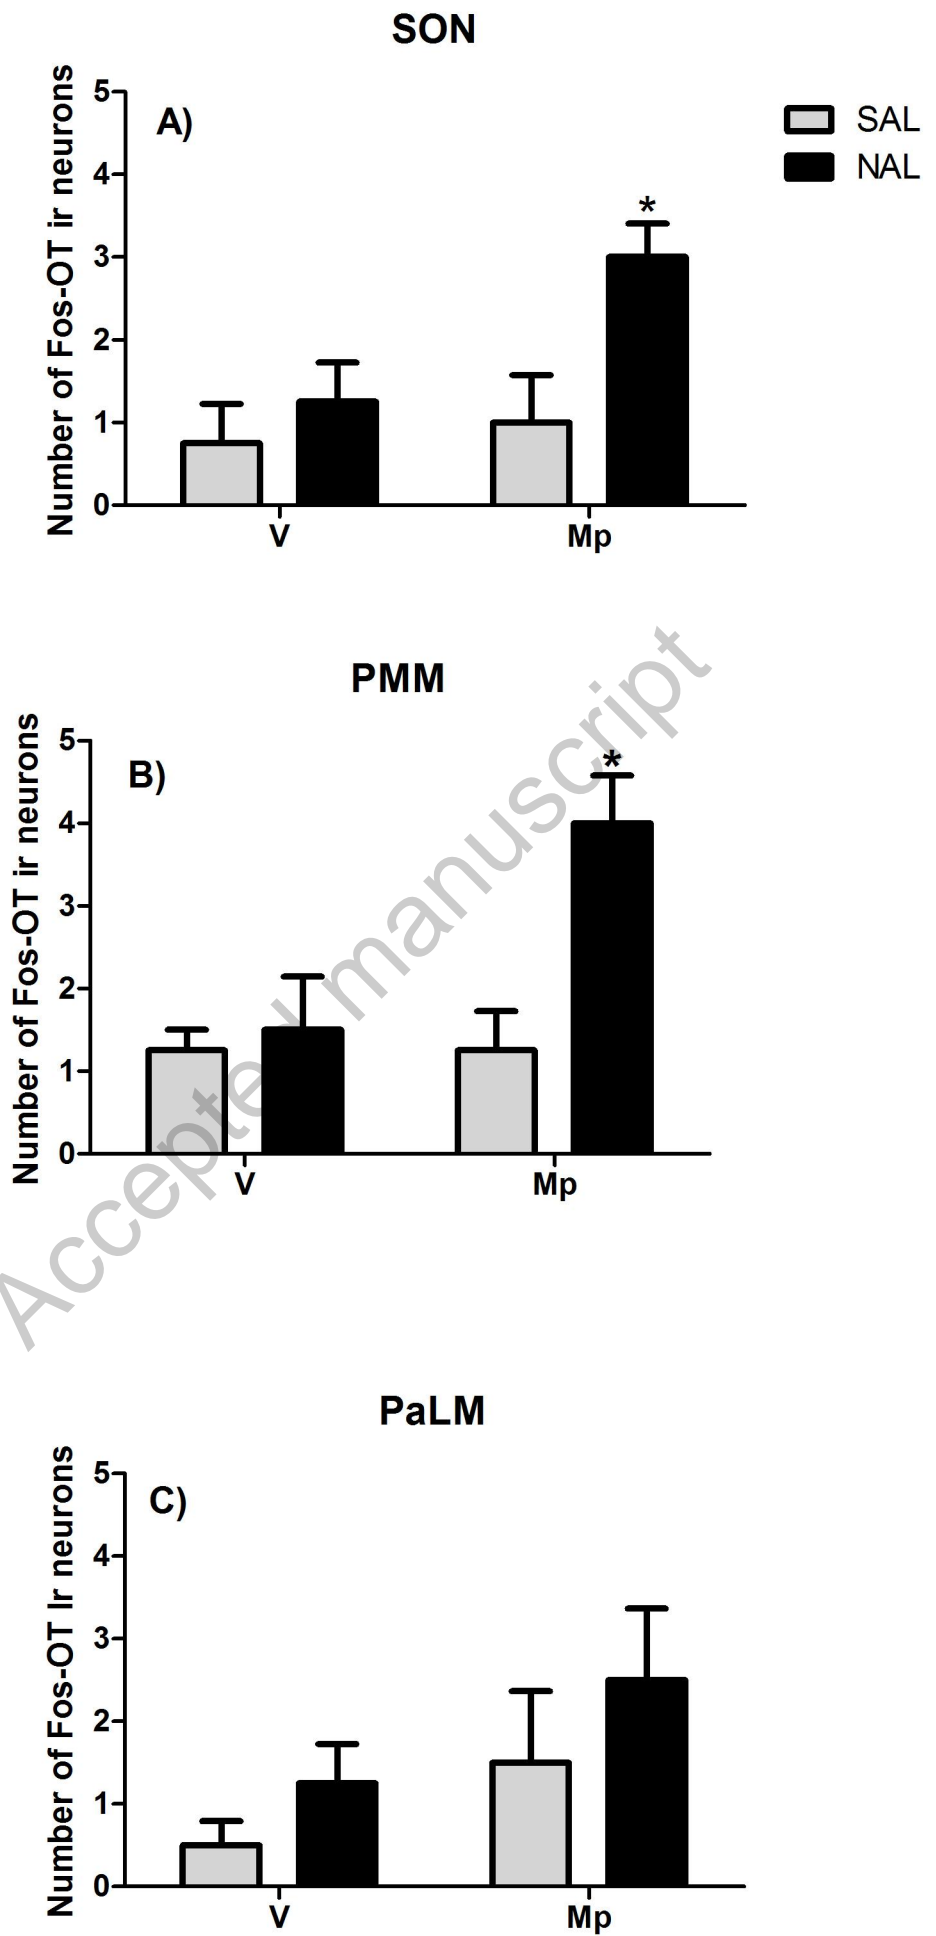 SON
A)
SAL
NAL
*
5
4
3
2
1
0
Number of Fos-OT ir neurons
V Mp
PMM
B)
*
5
4
3
2
1
0
Number of Fos-OT ir neurons
V Mp
Accepted manuscript
PaLM
C)
5
4
3
2
1
0
Number of Fos-OT Ir neurons
V Mp